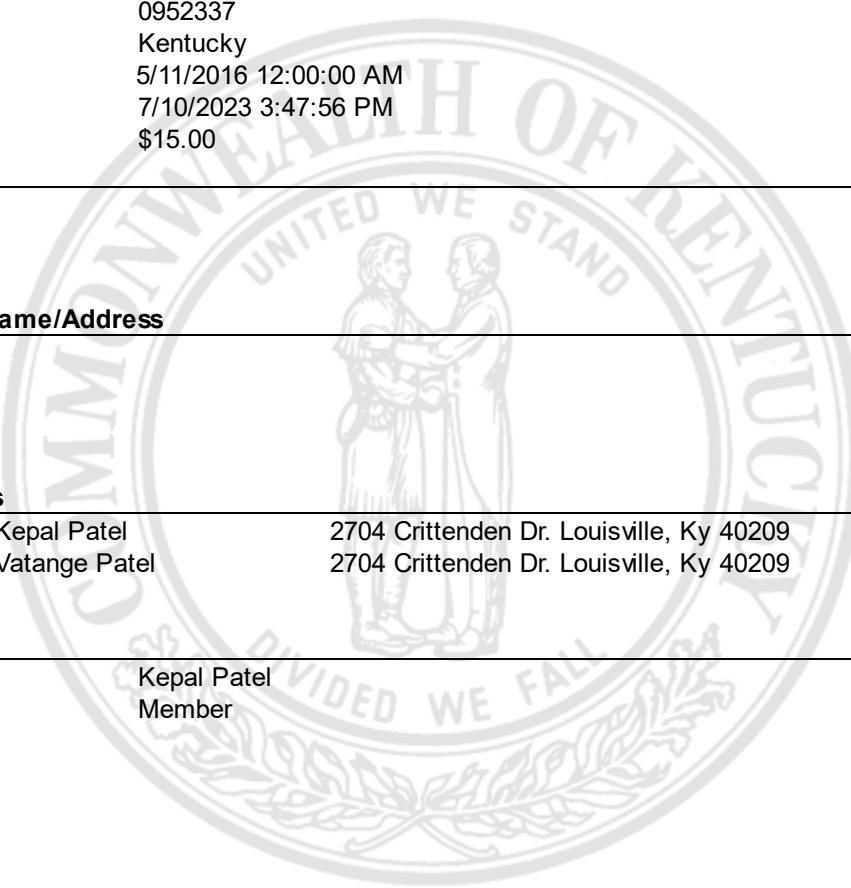 0952337
Kentucky
5/11/2016 12:00:00 AM
7/10/2023 3:47:56 PM
$15.00
ame/Address
s
Kepal Patel 2704 Crittenden Dr. Louisville, Ky 40209
Vatange Patel 2704 Crittenden Dr. Louisville, Ky 40209
Kepal Patel
Member
COMMONWEALTH OF KENTUCKY
UNITED WE STAND
DIVIDED WE FALL